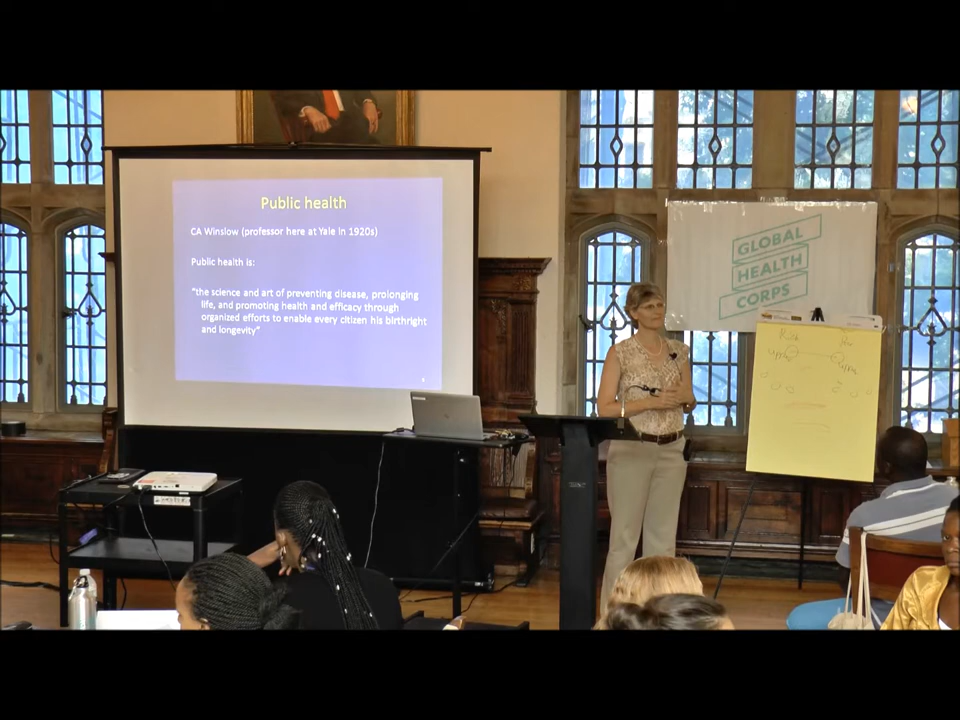 Public health
CA Winslow (professor here at Yale in 1920s)
Public health is:
"the science and art of preventing disease, prolonging
life, and promoting health and efficacy through
organized efforts to enable every citizen his birthright
and longevity"
GLOBAL
HEALTH
CORPS